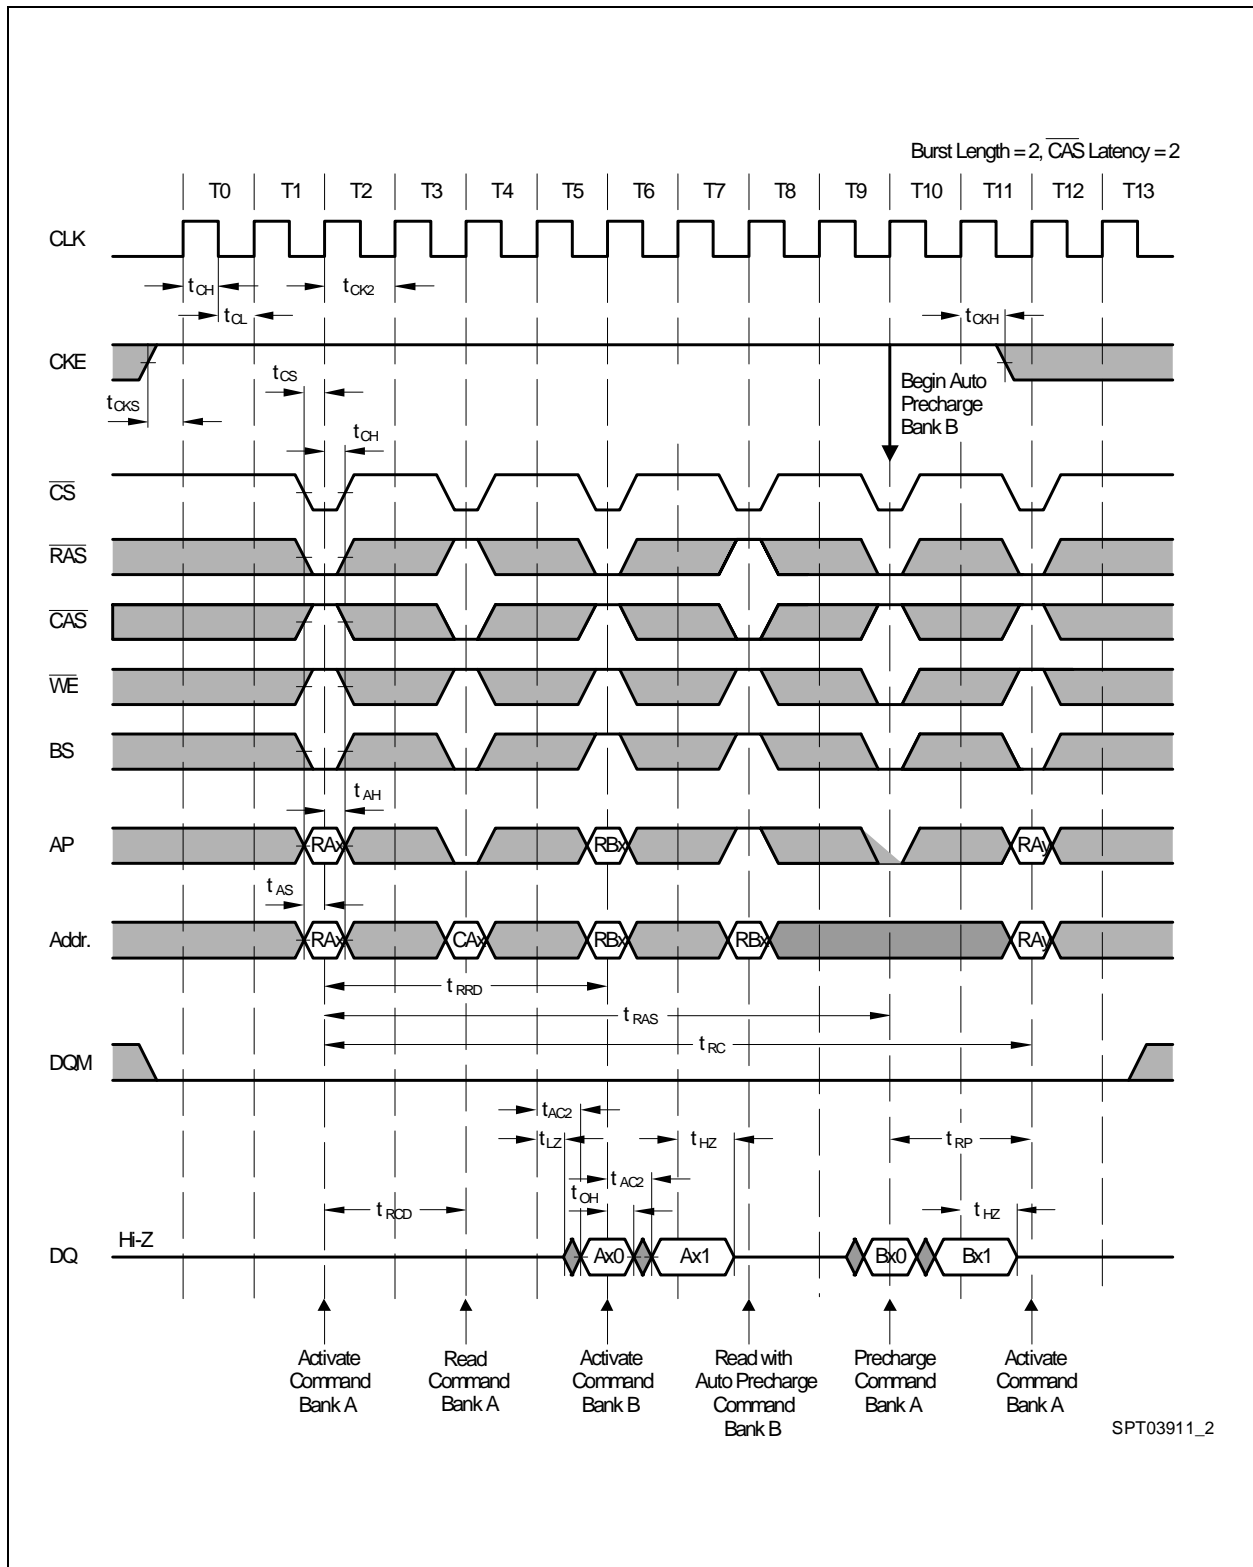 Burst Length = 2, CAS Latency = 2
T0 T1 T2 T3 T4 T5 T6 T7 T8 T9 T10 T11 T12 T13
CLK
tCH tCK2
tCL tCKH
CKE
tCS
Begin Auto
Precharge
Bank B
tCKS
tCH
CS
RAS
CAS
WE
BS
tAH
AP RAx RBx RAy
tAS
Addr. RAx CAx RBx RBx RAy
tRRD
tRAS
tRC
DQM
tAC2
tLZ tHZ tRP
tAC2
tOH
tRCD tHZ
Hi-Z
DQ Ax0 Ax1 Bx0 Bx1
Activate
Command
Bank A
Read
Command
Bank A
Activate
Command
Bank B
Read with
Auto Precharge
Command
Bank B
Precharge
Command
Bank A
Activate
Command
Bank A
SPT03911_2